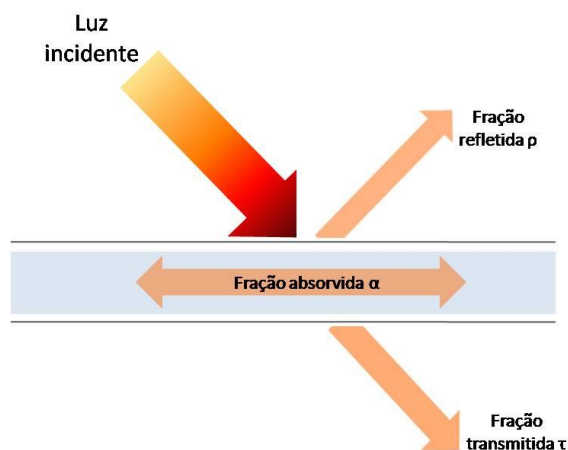 Luz
incidente
Fração
refletida ρ
Fração absorvida α
Fração
transmitida τ